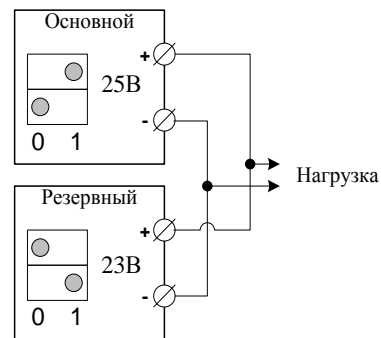 Основной
+
25В
-
0 1
Нагрузка
Резервный
+
23В
-
0 1